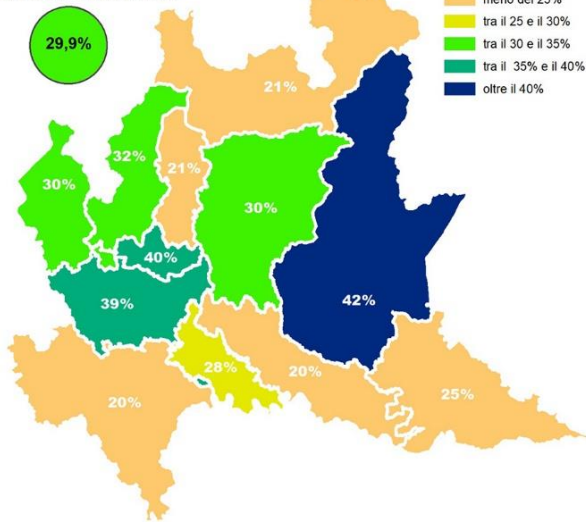 meno del 25%
29,9%
tra il 25 e il 30%
tra il 30 e il 35%
tra il 35% e il 40%
oltre il 40%
21%
32%
21%
30%
30%
40%
39%
42%
28%
20%
25%
20%